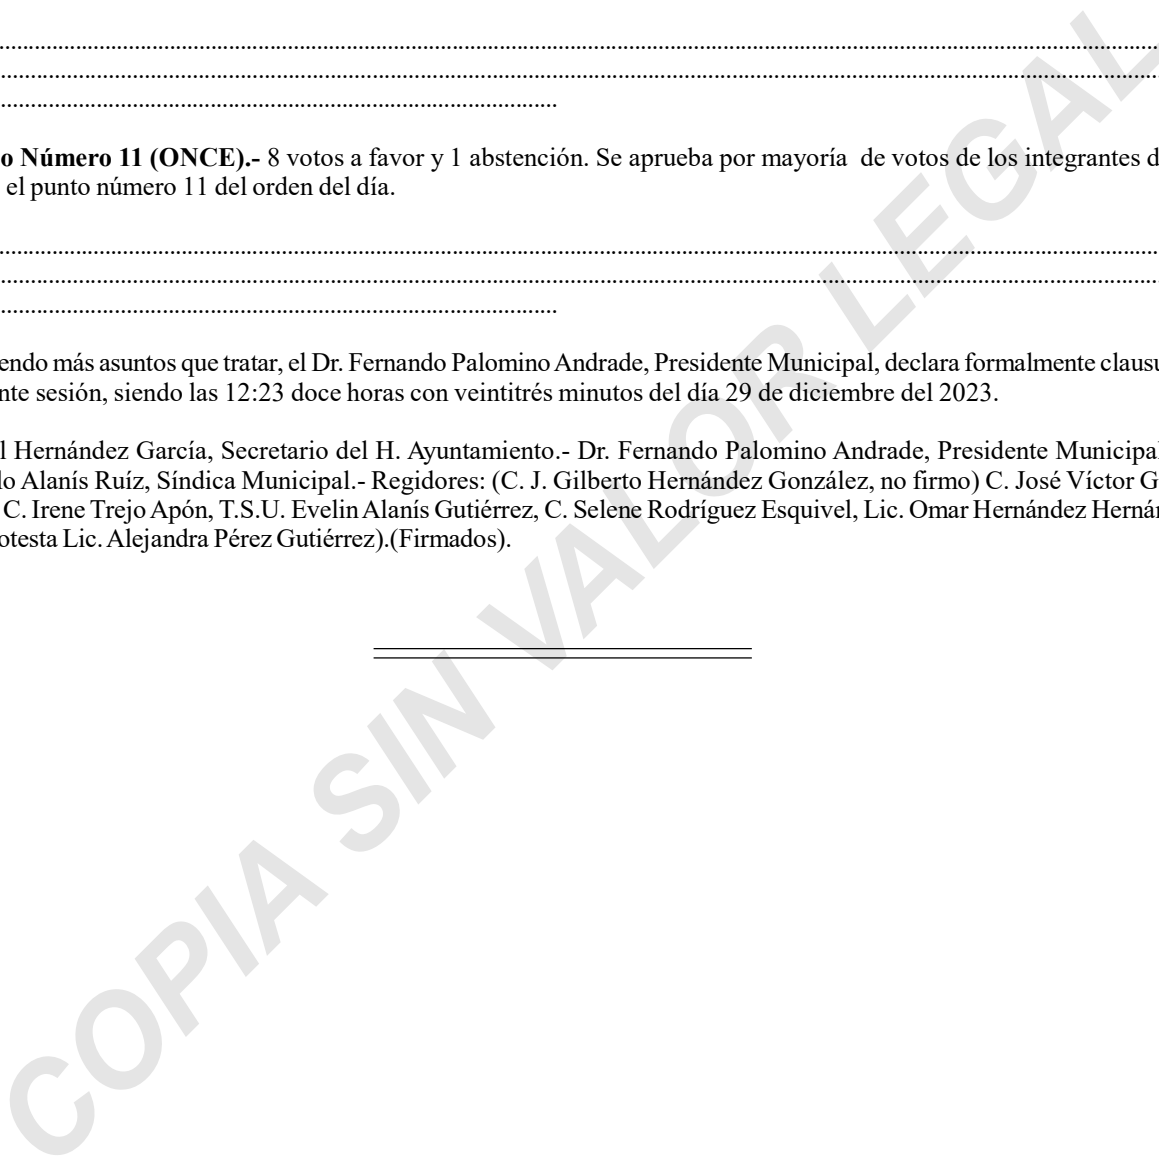 ........................................................................................................................................................................................................
........................................................................................................................................................................................................
................................................................................................
o Número 11 (ONCE).- 8 votos a favor y 1 abstención. Se aprueba por mayoría  de votos de los integrantes d
el punto número 11 del orden del día.
........................................................................................................................................................................................................
........................................................................................................................................................................................................
................................................................................................
endo más asuntos que tratar, el Dr. Fernando Palomino Andrade, Presidente Municipal, declara formalmente clausu
nte sesión, siendo las 12:23 doce horas con veintitrés minutos del día 29 de diciembre del 2023.
l Hernández García, Secretario del H. Ayuntamiento.- Dr. Fernando Palomino Andrade, Presidente Municipal
lo Alanís Ruíz, Síndica Municipal.- Regidores: (C. J. Gilberto Hernández González, no firmo) C. José Víctor G
C. Irene Trejo Apón, T.S.U. Evelin Alanís Gutiérrez, C. Selene Rodríguez Esquivel, Lic. Omar Hernández Hernán
otesta Lic. Alejandra Pérez Gutiérrez).(Firmados).
COPIA SIN VALOR LEGAL